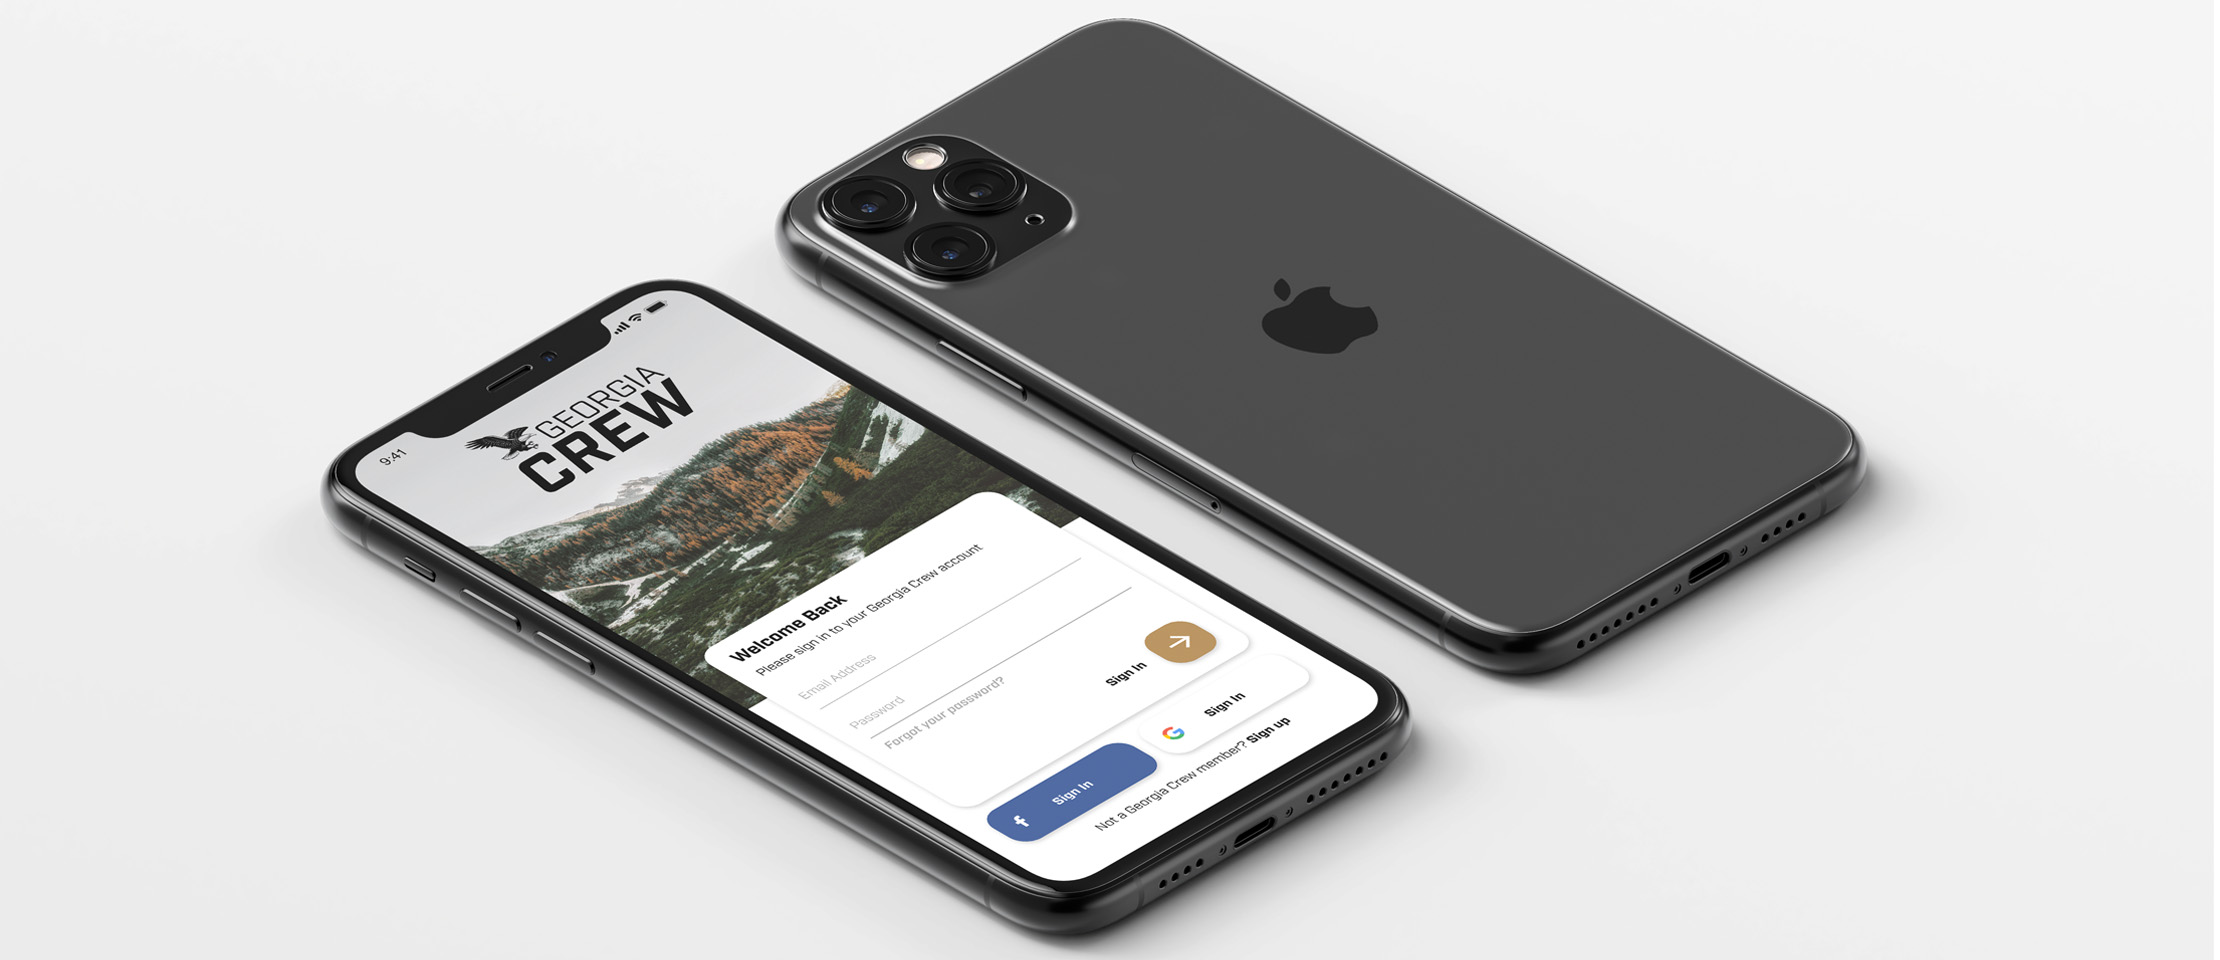 9:41
GEORGIA
CREW
Welcome Back
Please sign in to your Georgia Crew account
Email Address
Password
Forgot your password?
Sign In
Sign In
Sign In
Not a Georgia Crew member? Sign up